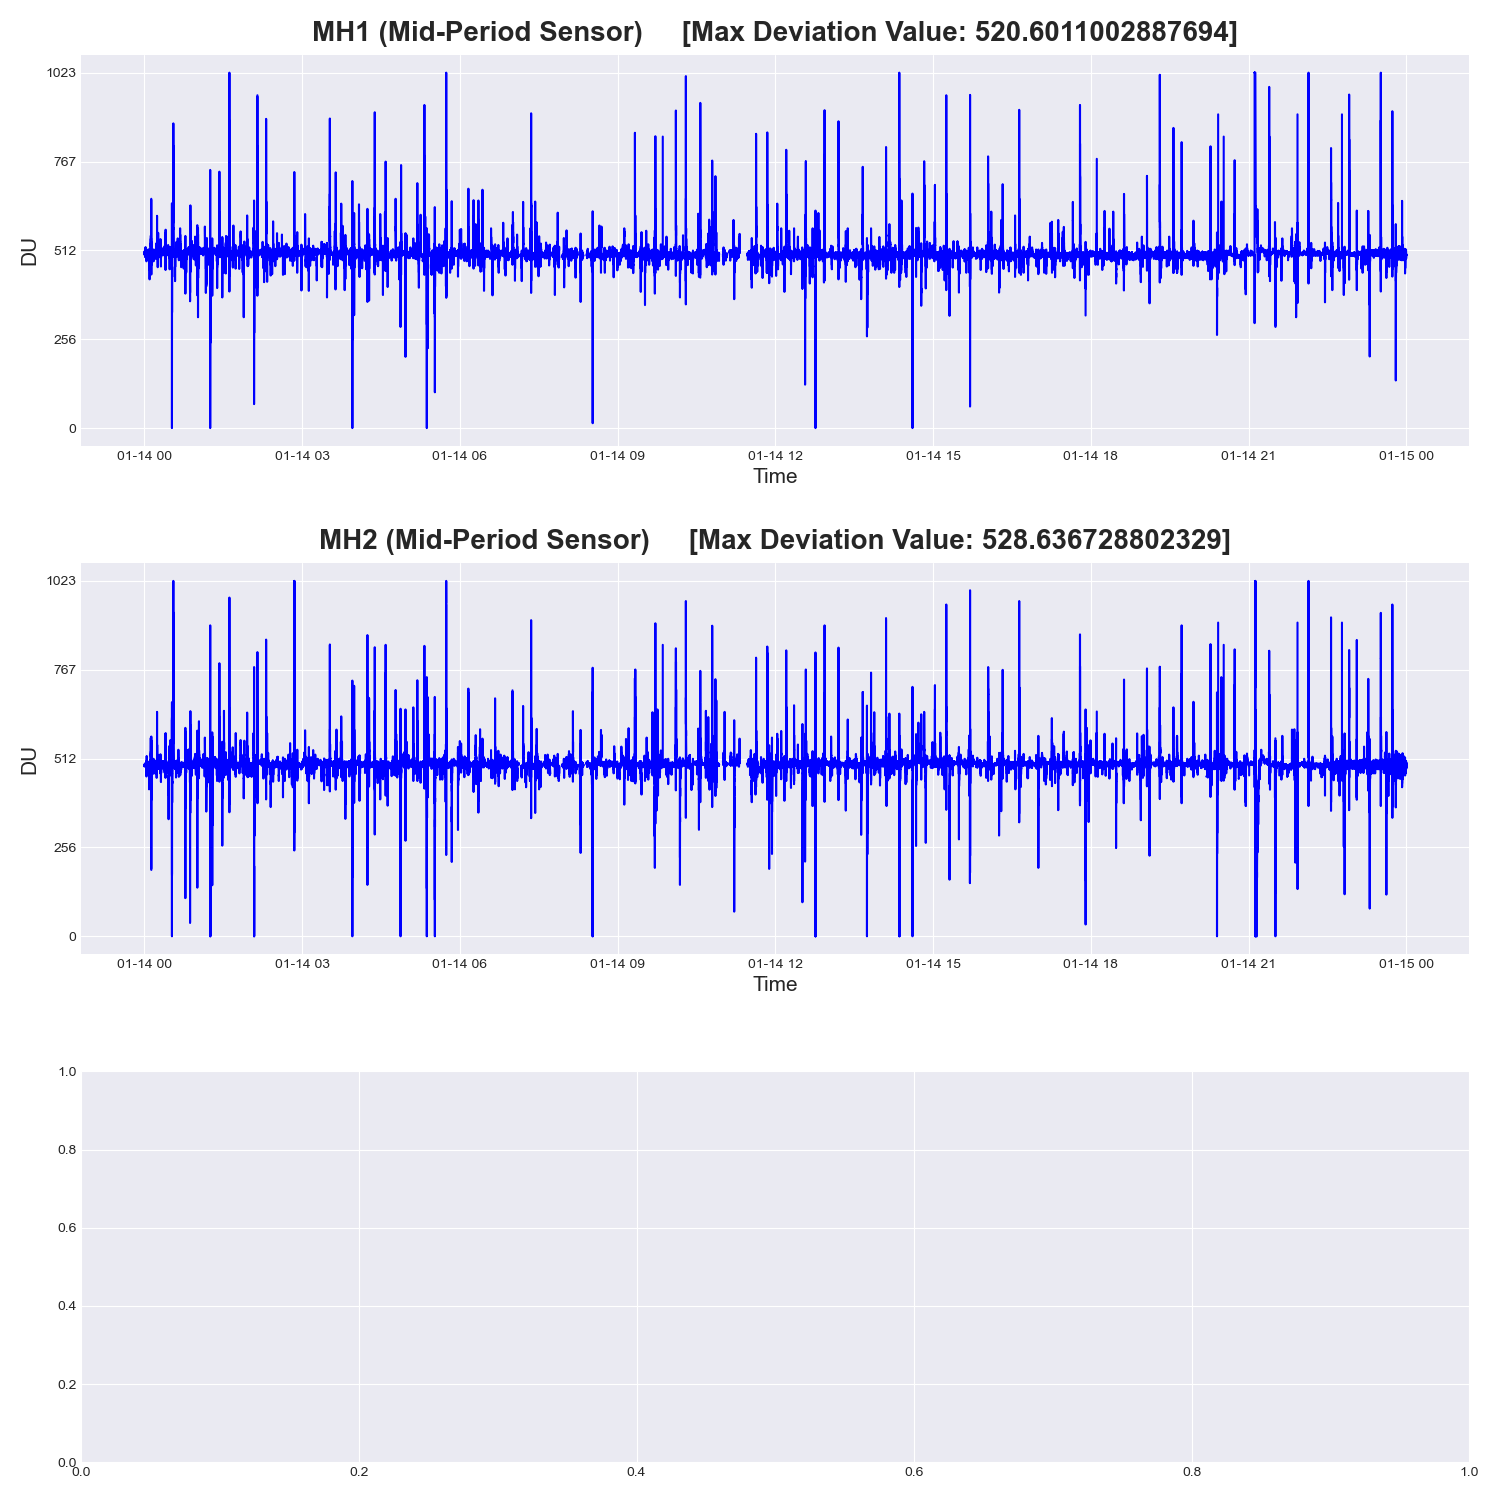 MH1 (Mid-Period Sensor) [Max Deviation Value: 520.6011002887694]
1023
767
512
256
0
DU
01-14 00 01-14 03 01-14 06 01-14 09 01-14 12 01-14 15 01-14 18 01-14 21 01-15 00
Time
MH2 (Mid-Period Sensor) [Max Deviation Value: 528.636728802329]
1023
767
512
256
0
DU
01-14 00 01-14 03 01-14 06 01-14 09 01-14 12 01-14 15 01-14 18 01-14 21 01-15 00
Time
1.0
0.8
0.6
0.4
0.2
0.0
0.0 0.2 0.4 0.6 0.8 1.0